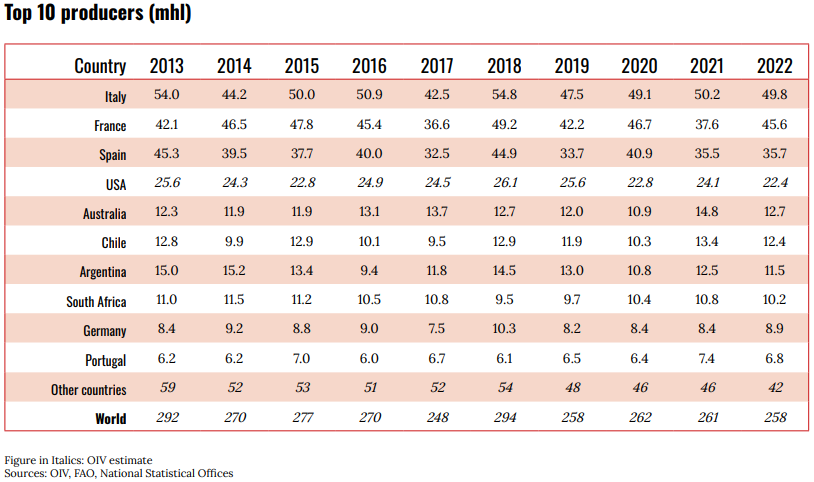 Top 10 producers (mhl)
Country 2013 2014 2015 2016 2017 2018 2019 2020 2021 2022
Italy 54.0 44.2 50.0 50.9 42.5 54.8 47.5 49.1 50.2 49.8
France 42.1 46.5 47.8 45.4 36.6 49.2 42.2 46.7 37.6 45.6
Spain 45.3 39.5 37.7 40.0 32.5 44.9 33.7 40.9 35.5 35.7
USA 25.6 24.3 22.8 24.9 24.5 26.1 25.6 22.8 24.1 22.4
Australia 12.3 11.9 11.9 13.1 13.7 12.7 12.0 10.9 14.8 12.7
Chile 12.8 9.9 12.9 10.1 9.5 12.9 11.9 10.3 13.4 12.4
Argentina 15.0 15.2 13.4 9.4 11.8 14.5 13.0 10.8 12.5 11.5
South Africa 11.0 11.5 11.2 10.5 10.8 9.5 9.7 10.4 10.8 10.2
Germany 8.4 9.2 8.8 9.0 7.5 10.3 8.2 8.4 8.4 8.9
Portugal 6.2 6.2 7.0 6.0 6.7 6.1 6.5 6.4 7.4 6.8
Other countries 59 52 53 51 52 54 48 46 46 42
World 292 270 277 270 248 294 258 262 261 258
Figure in Italics: OIV estimate
Sources: OIV, FAO, National Statistical Offices